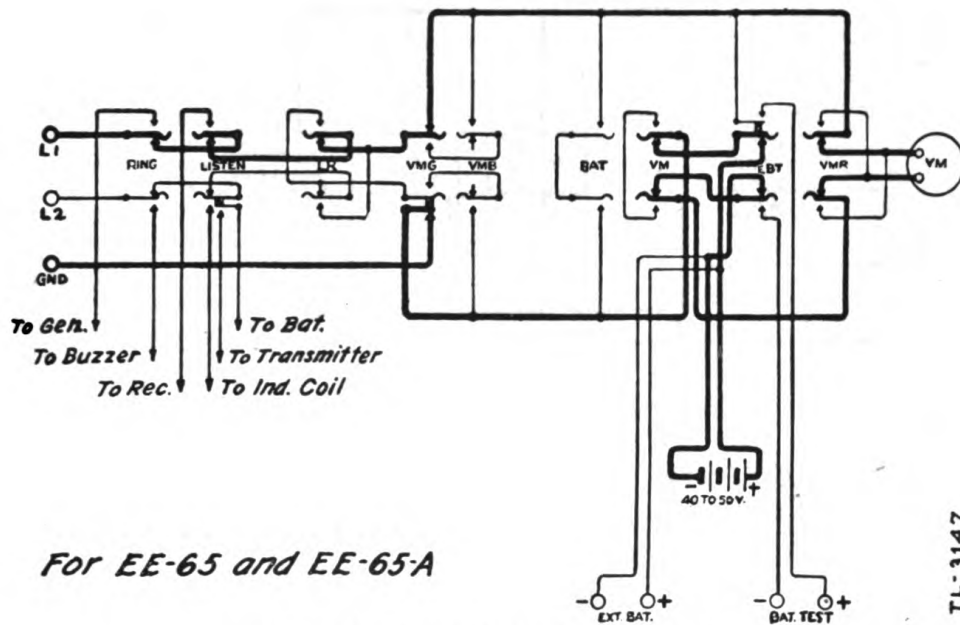 L1
RING
LISTEN
LR
VMG
VMB
BAT
VM
EBT
VMR
VM
L2
GND
To Gen.
To Bat.
To Buzzer
To Transmitter
To Rec.
To Ind. Coil
- +
40 TO 50 V.
For EE-65 and EE-65-A
- +
EXT. BAT.
- +
BAT. TEST
TL-3147